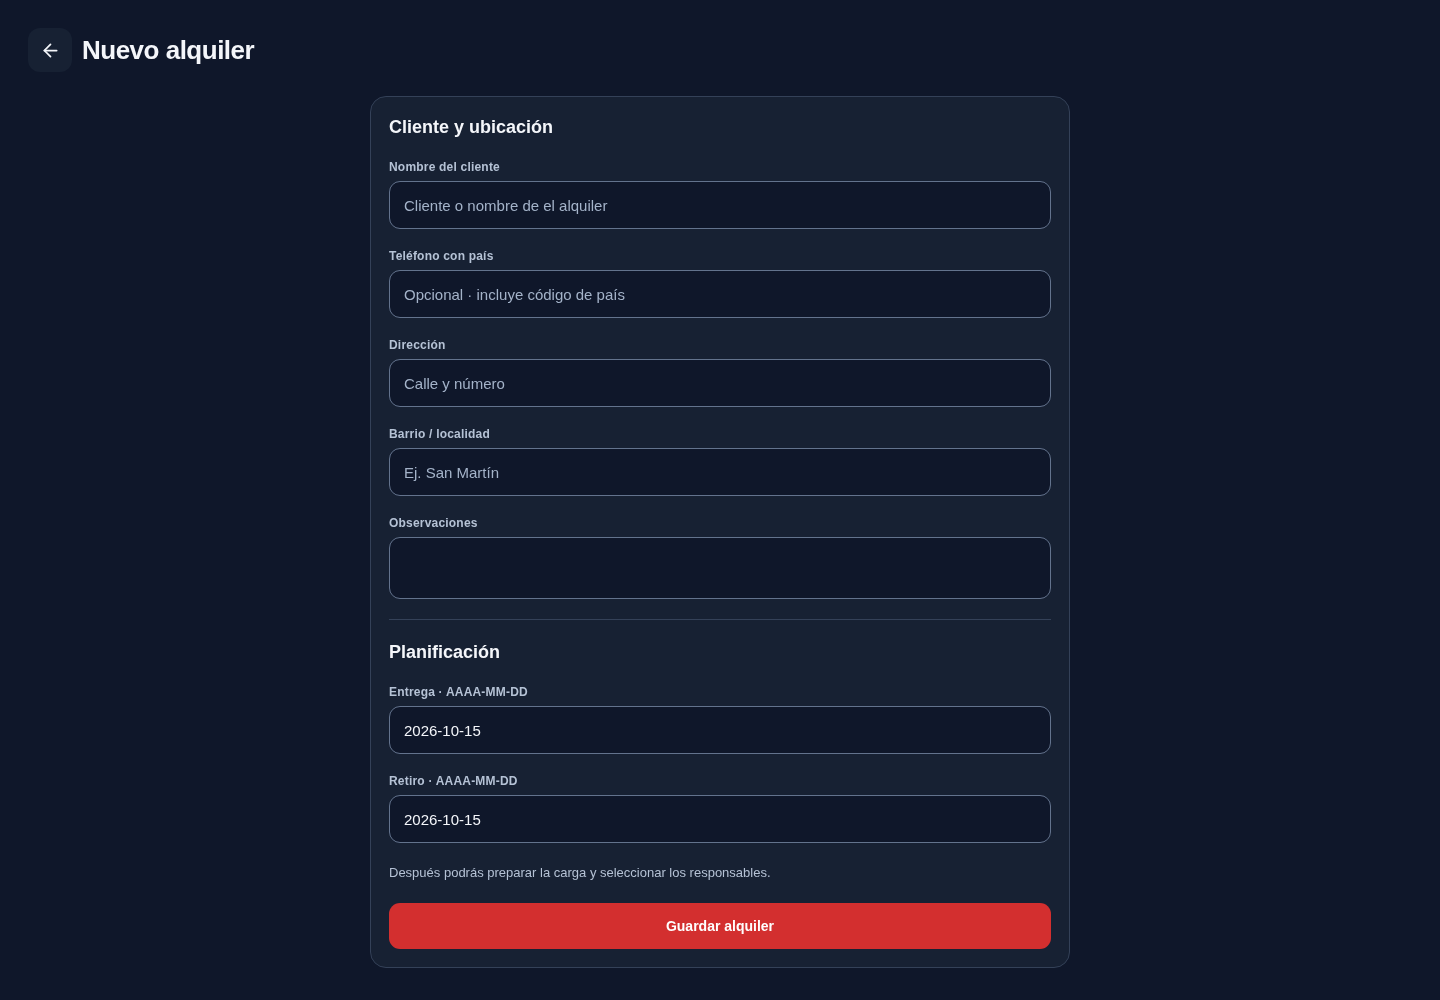 Nuevo alquiler
Cliente y ubicación
Nombre del cliente
Cliente o nombre de el alquiler
Teléfono con país
Opcional · incluye código de país
Dirección
Calle y número
Barrio / localidad
Ej. San Martín
Observaciones
Planificación
Entrega · AAAA-MM-DD
2026-10-15
Retiro · AAAA-MM-DD
2026-10-15
Después podrás preparar la carga y seleccionar los responsables.
Guardar alquiler